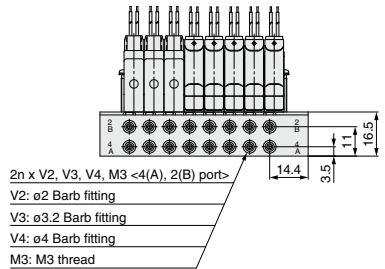 2 2
B B
4 4
A A
16.5
11
3.5
14.4
2n x V2, V3, V4, M3 <4(A), 2(B) port>
V2: ø2 Barb fitting
V3: ø3.2 Barb fitting
V4: ø4 Barb fitting
M3: M3 thread